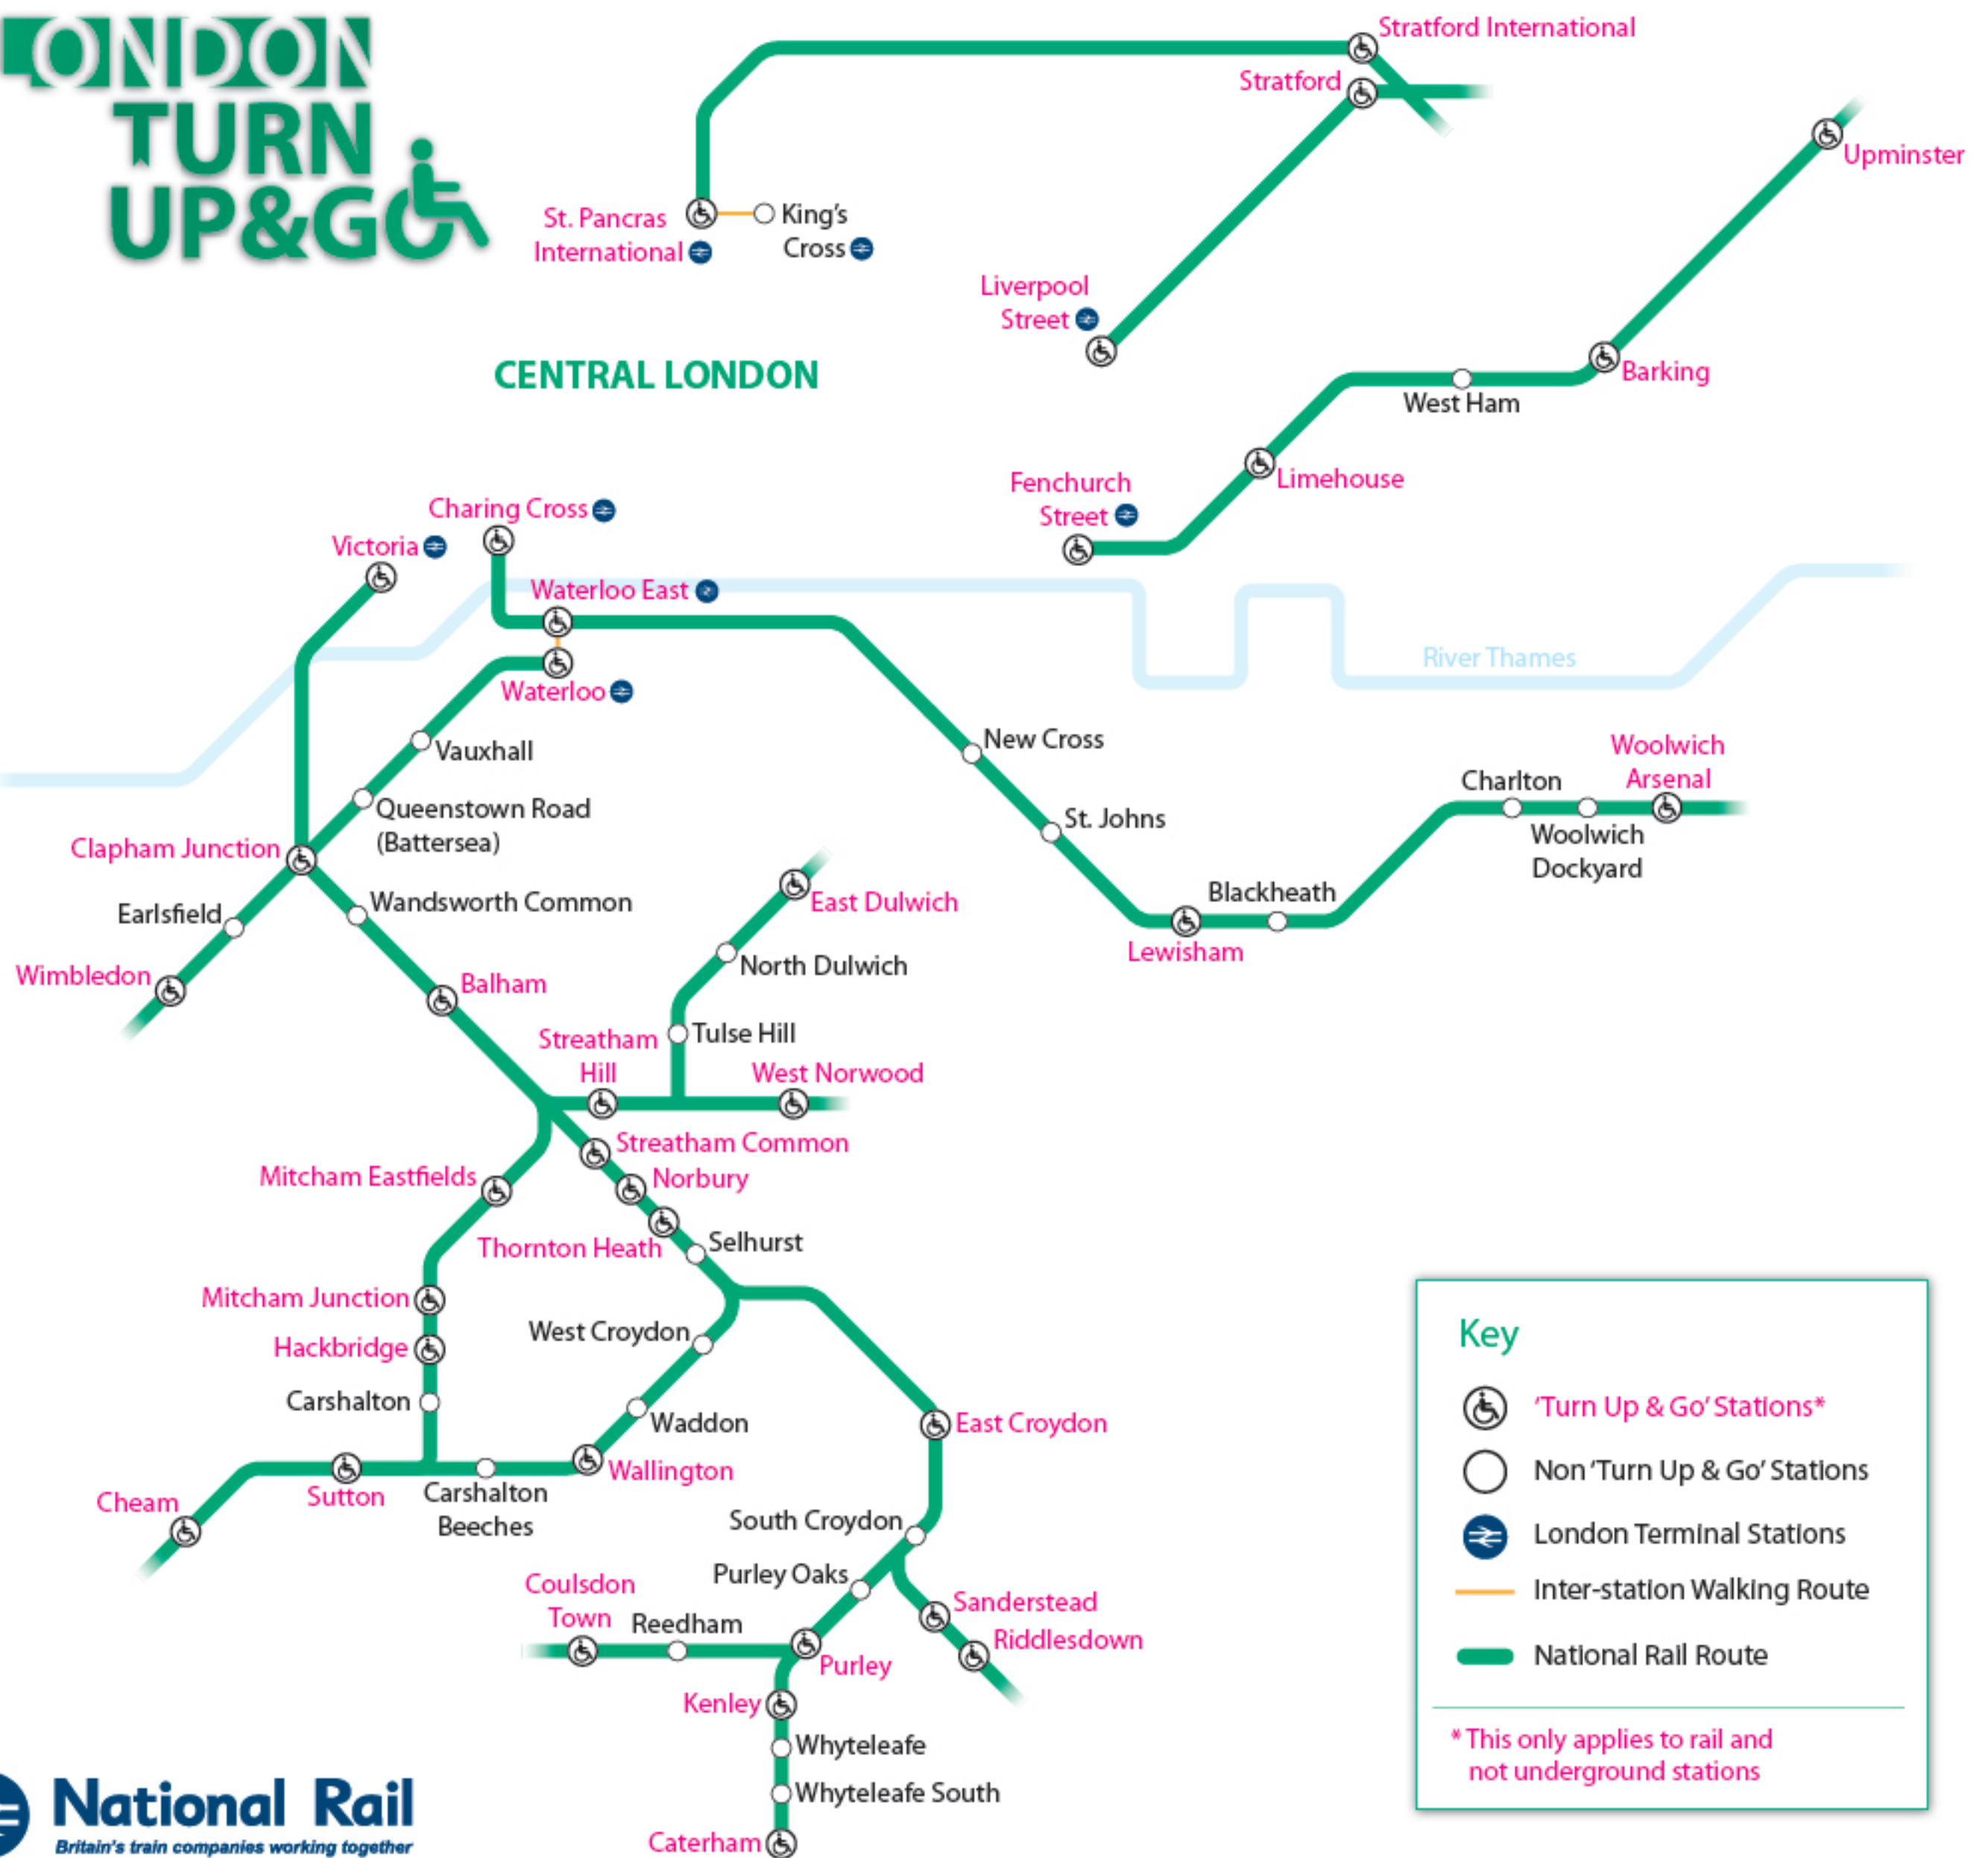 LONDON
TURN
UP&GO
Stratford International
Stratford
Upminster
St. Pancras
International
King's
Cross
Liverpool
Street
CENTRAL LONDON
Barking
West Ham
Limehouse
Fenchurch
Street
Charing Cross
Victoria
Waterloo East
River Thames
Waterloo
Vauxhall
New Cross
Woolwich
Arsenal
Charlton
Queenstown Road
(Battersea)
St. Johns
Woolwich
Dockyard
Clapham Junction
Wandsworth Common
Earlsfield
East Dulwich
Blackheath
Lewisham
Wimbledon
North Dulwich
Balham
Tulse Hill
Streatham
Hill
West Norwood
Streatham Common
Mitcham Eastfields
Norbury
Thornton Heath
Selhurst
Mitcham Junction
West Croydon
Hackbridge
Carshalton
Waddon
East Croydon
Wallington
Sutton
Carshalton
Beeches
Cheam
South Croydon
Purley Oaks
Coulsdon
Town
Reedham
Sanderstead
Riddlesdown
Purley
Kenley
Whyteleafe
Whyteleafe South
Caterham
Key
'Turn Up & Go' Stations*
Non 'Turn Up & Go' Stations
London Terminal Stations
Inter-station Walking Route
National Rail Route
* This only applies to rail and
not underground stations
National Rail
Britain's train companies working together